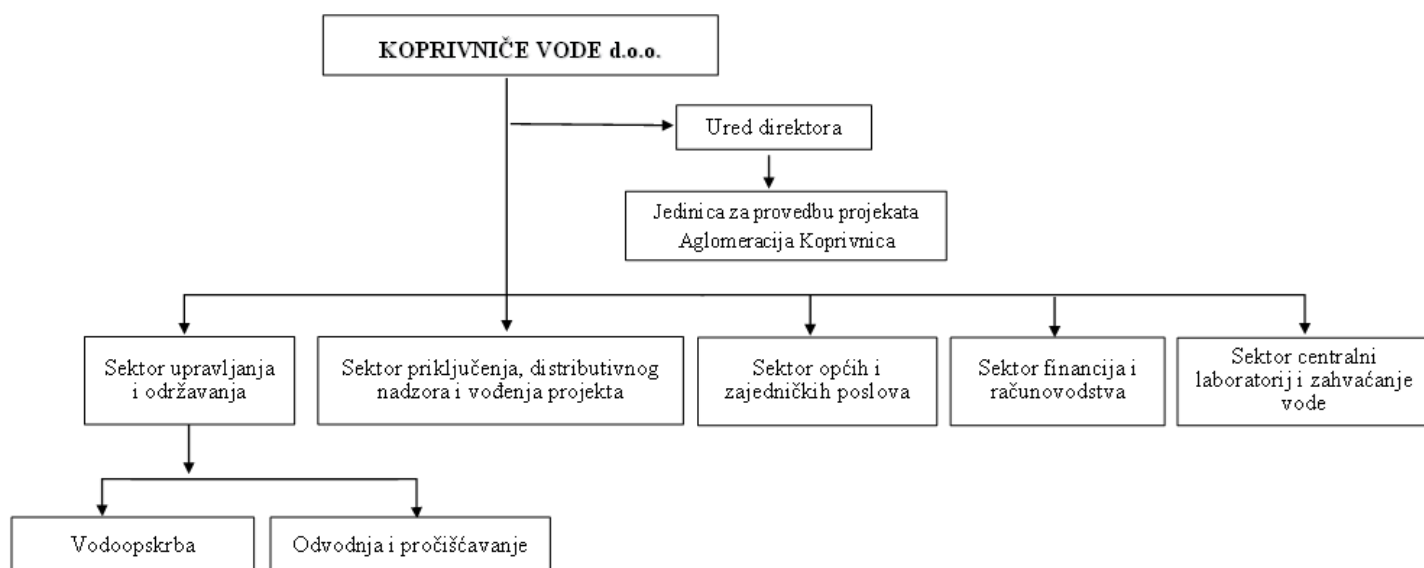 KOPRIVNIČE VODE d.o.o.
Ured direktora
Jedinica za provedbu projekata
Aglomeracija Koprivnica
Sektor upravljanja
i održavanja
Sektor priključenja, distributivnog
nadzora i vođenja projekta
Sektor općih i
zajedničkih poslova
Sektor financija i
računovodstva
Sektor centralni
laboratorij i zahvaćanje
vode
Vodoopskrba
Odvodnja i pročišćavanje